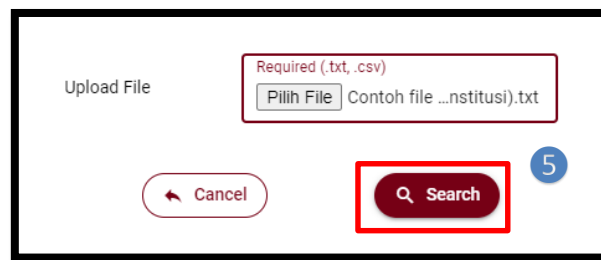 Required (.txt, .csv)
Upload File
Pilih File Contoh file ...nstitusi).txt
5
Cancel Search